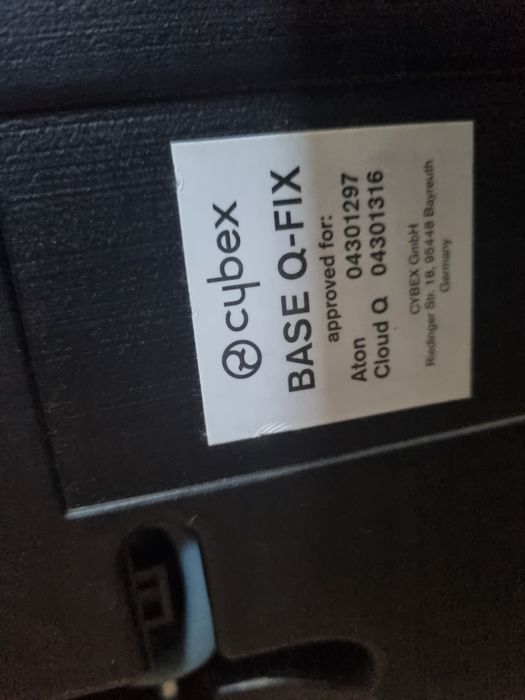 cybex
BASE Q-FIX
approved for:
Aton 04301297
Cloud Q 04301316
CYBEX GmbH
Riedinger Str. 18, 95448 Bayreuth
Germany